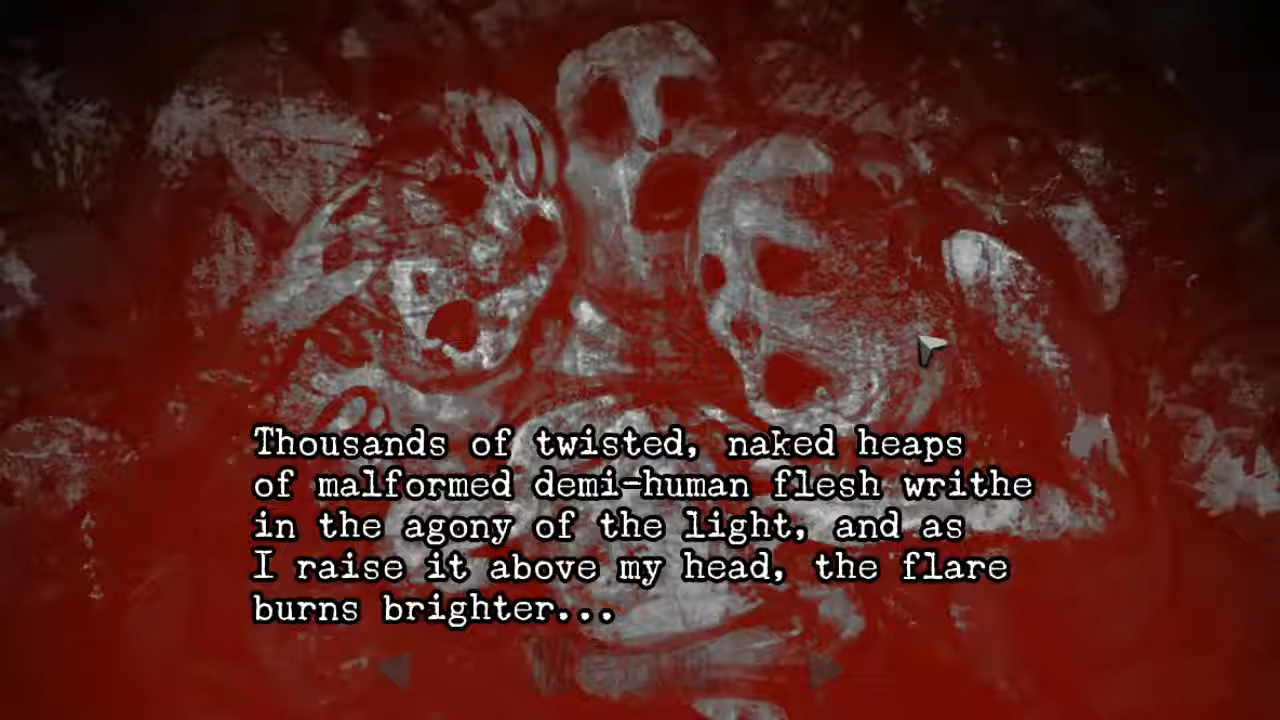 Thousands of twisted, naked heaps
of malformed demi-human flesh writhe
in the agony of the light, and as
I raise it above my head, the flare
burns brighter...
Menu